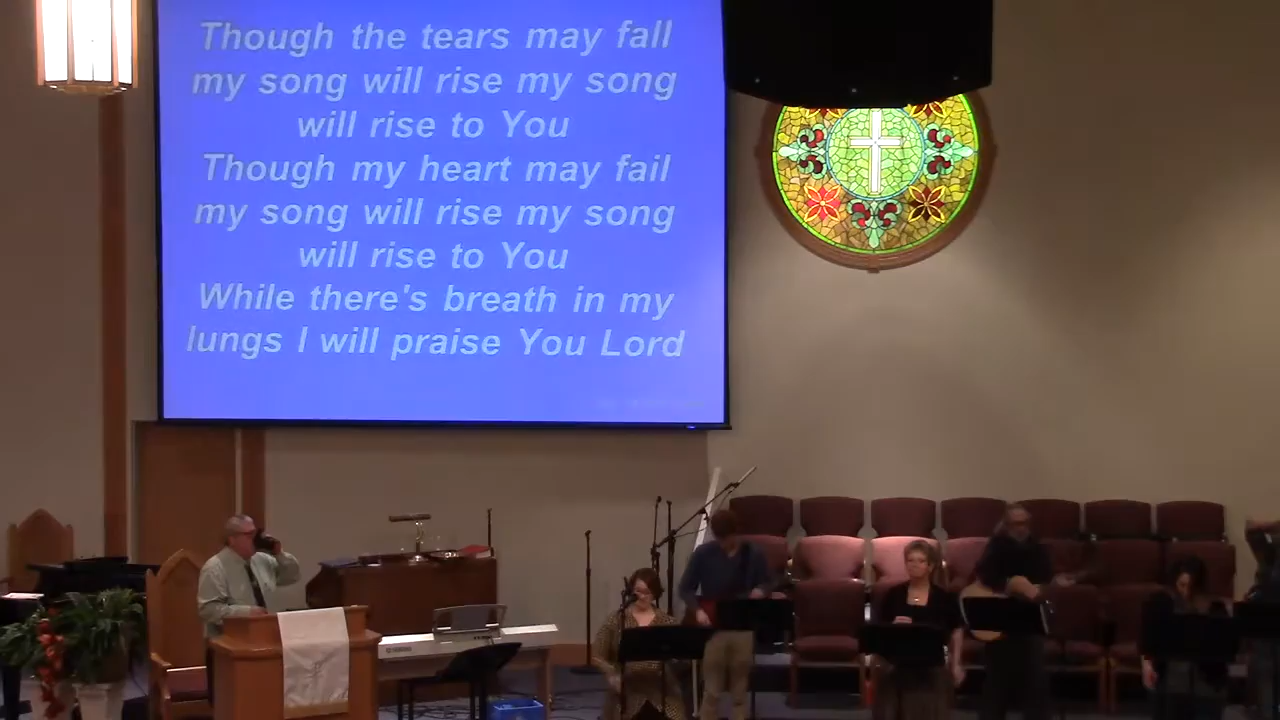 Though the tears may fall
my song will rise my song
will rise to You
Though my heart may fail
my song will rise my song
will rise to You
While there's breath in my
lungs I will praise You Lord